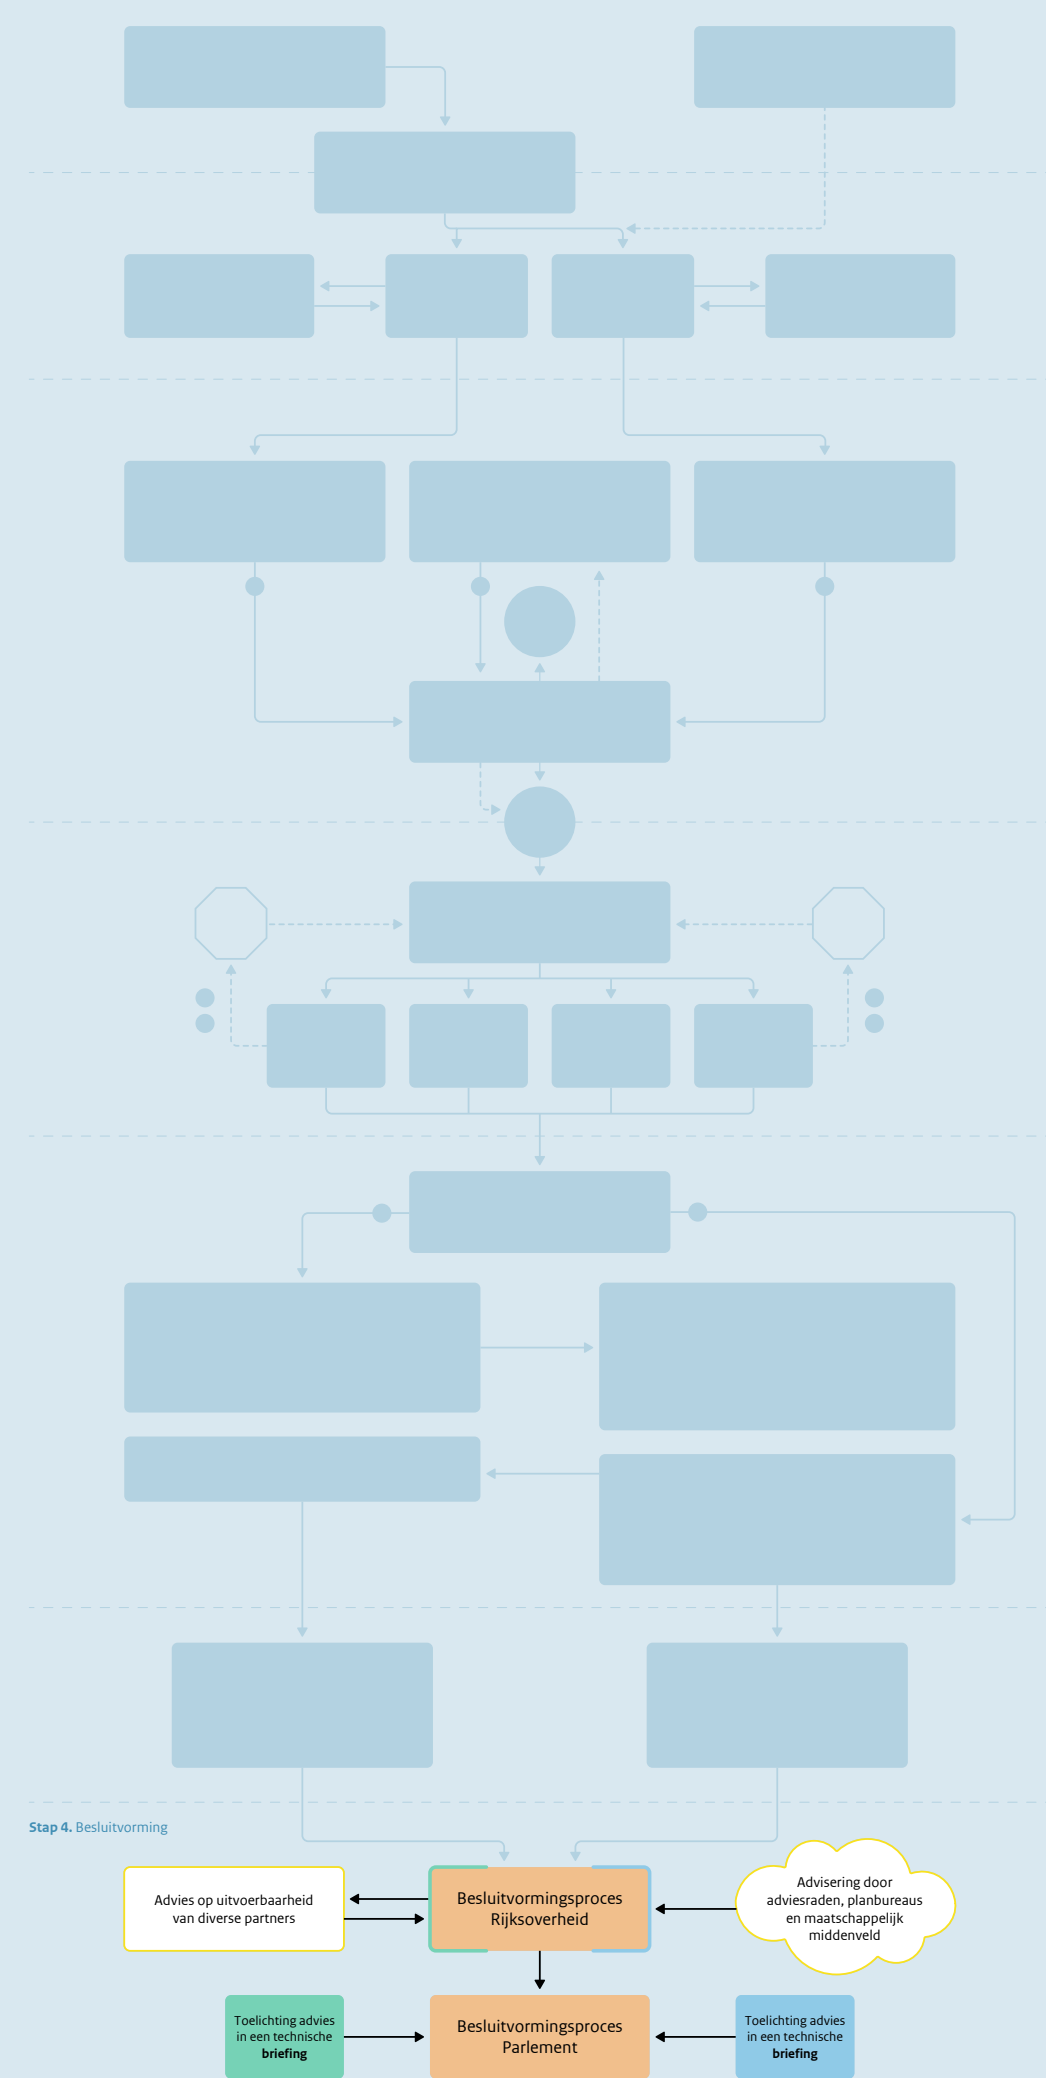 Stap 4. Besluitvorming
Advies op uitvoerbaarheid
van diverse partners
Besluitvormingsproces
Rijksoverheid
Advisering door
adviesraden, planbureaus
en maatschappelijk
middenveld
Toelichting advies
in een technische
briefing
Besluitvormingsproces
Parlement
Toelichting advies
in een technische
briefing